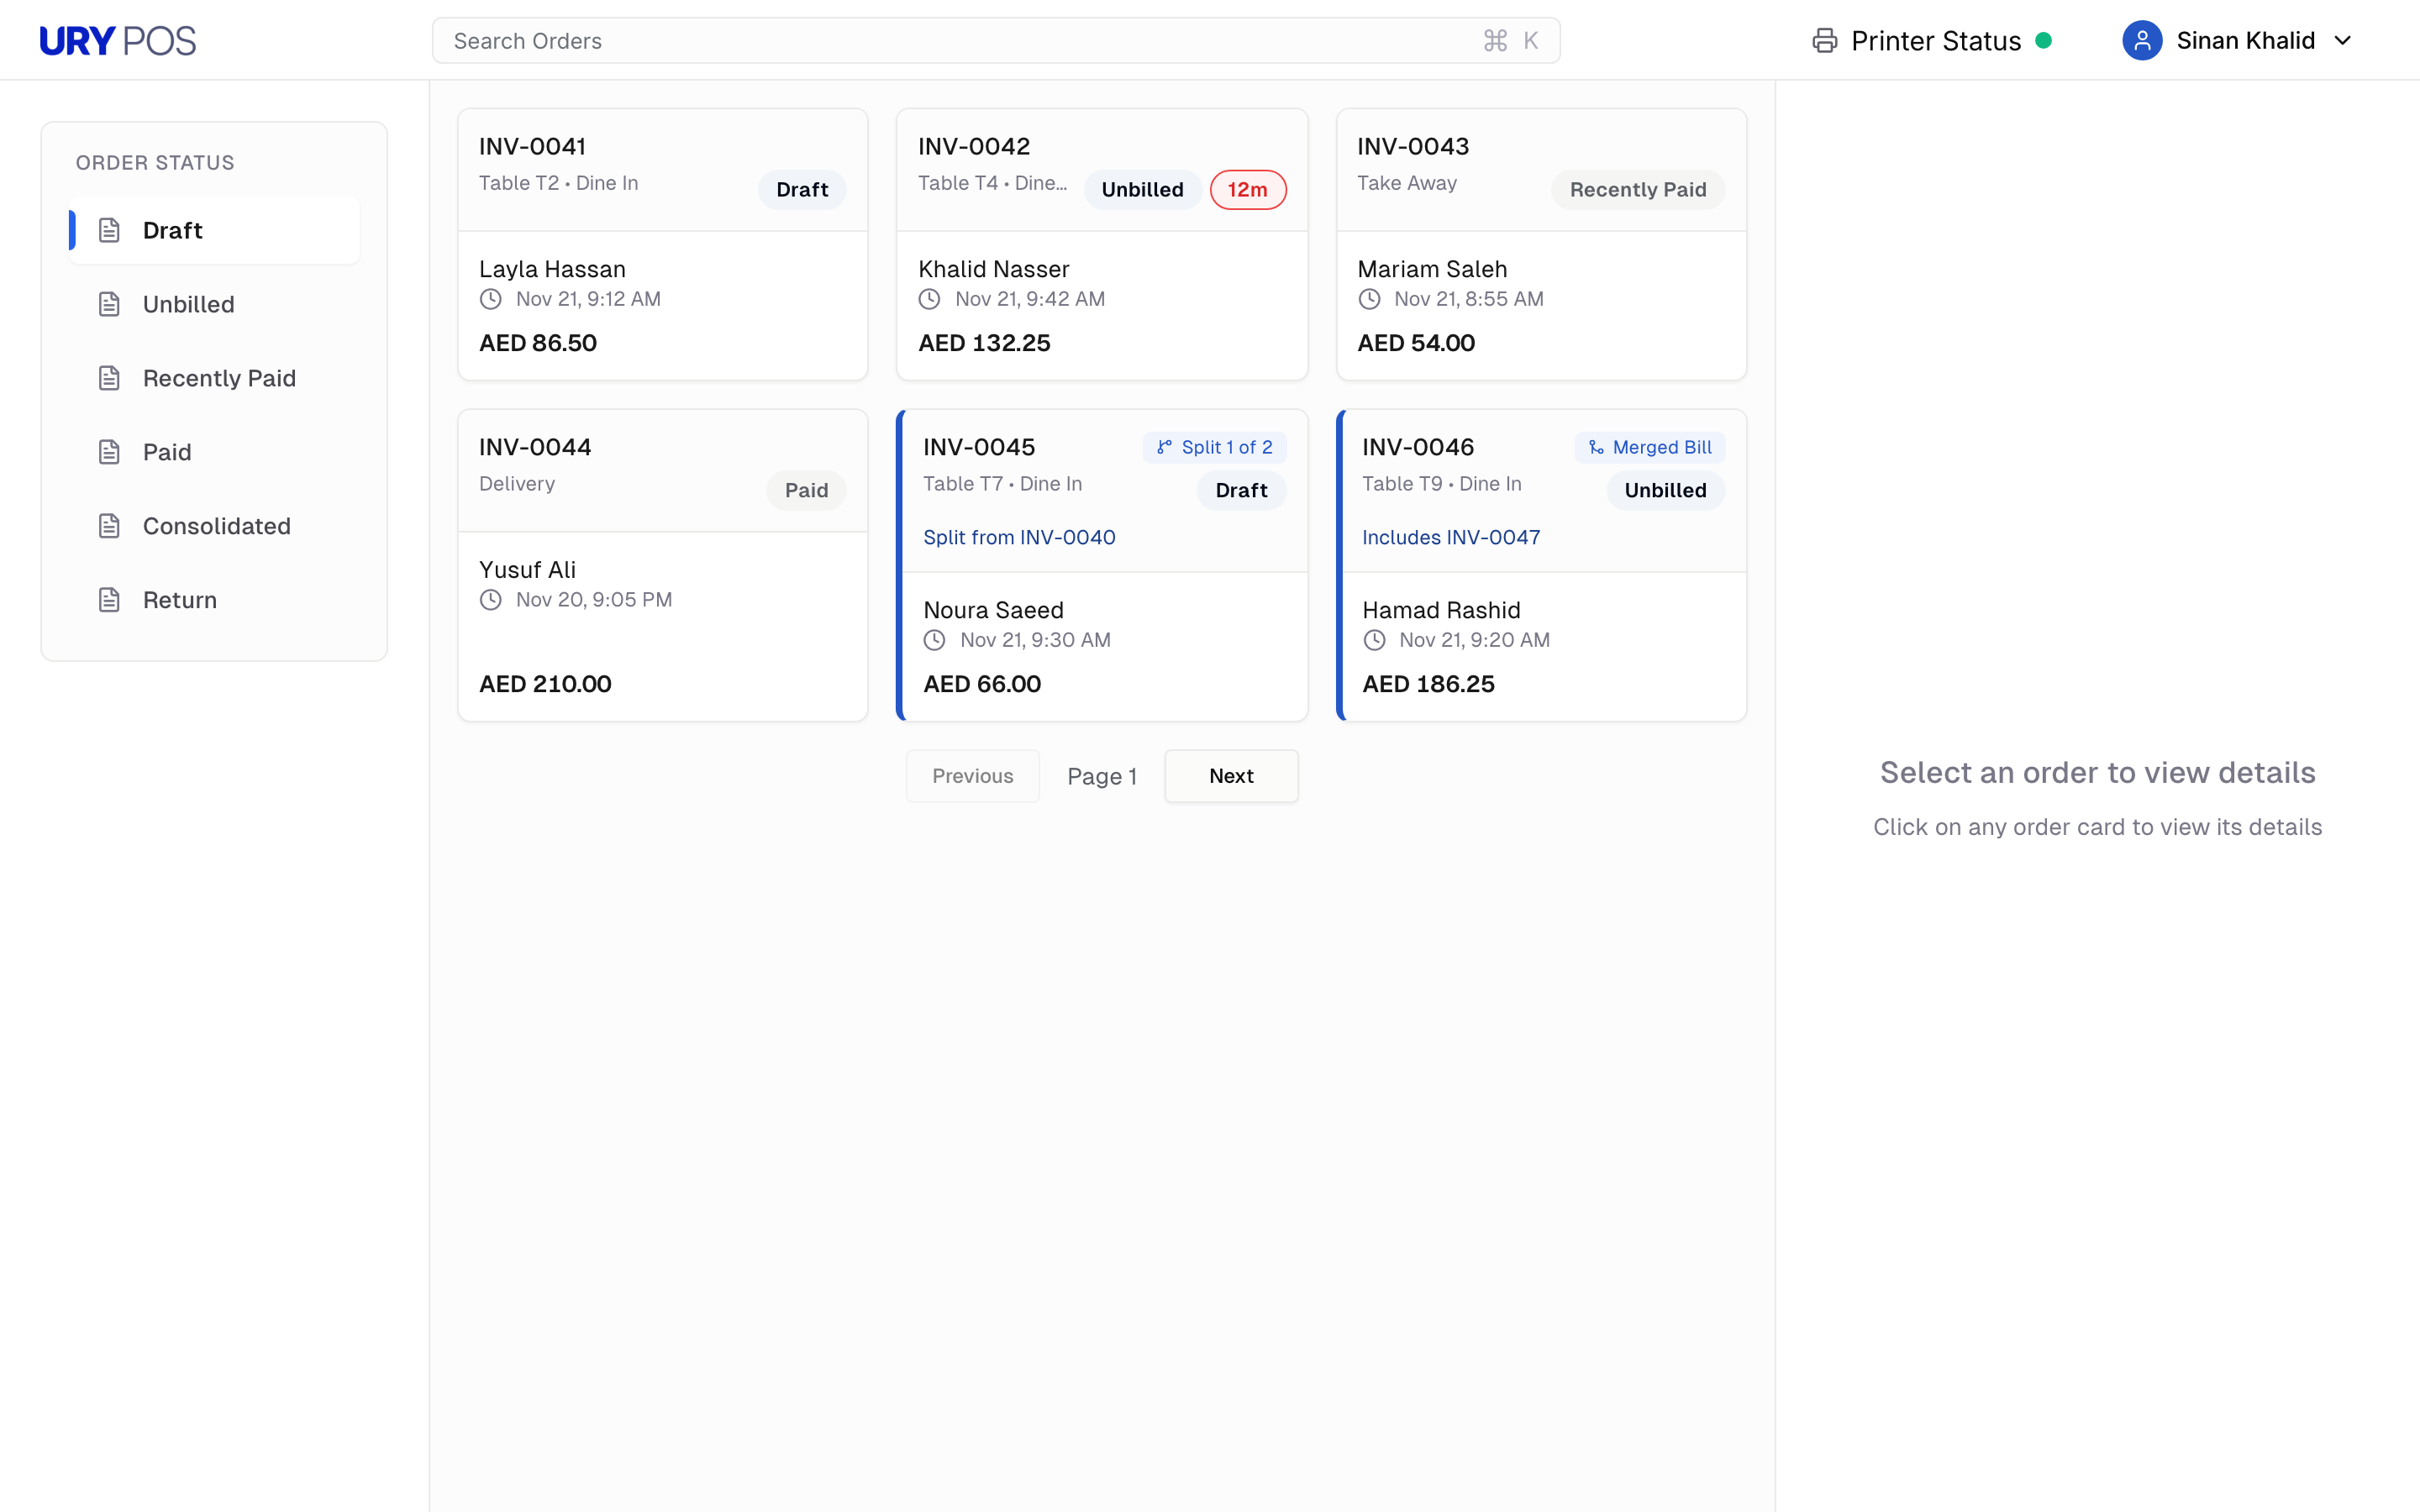 URY POS
Search Orders ⌘ K
Printer Status
Sinan Khalid
ORDER STATUS
Draft
Unbilled
Recently Paid
Paid
Consolidated
Return
INV-0041
Table T2 • Dine In
Draft
Layla Hassan
Nov 21, 9:12 AM
AED 86.50
INV-0042
Table T4 • Dine...
Unbilled
12m
Khalid Nasser
Nov 21, 9:42 AM
AED 132.25
INV-0043
Take Away
Recently Paid
Mariam Saleh
Nov 21, 8:55 AM
AED 54.00
INV-0044
Delivery
Paid
Yusuf Ali
Nov 20, 9:05 PM
AED 210.00
INV-0045
Split 1 of 2
Table T7 • Dine In
Draft
Split from INV-0040
Noura Saeed
Nov 21, 9:30 AM
AED 66.00
INV-0046
Merged Bill
Table T9 • Dine In
Unbilled
Includes INV-0047
Hamad Rashid
Nov 21, 9:20 AM
AED 186.25
Previous
Page 1
Next
Select an order to view details
Click on any order card to view its details